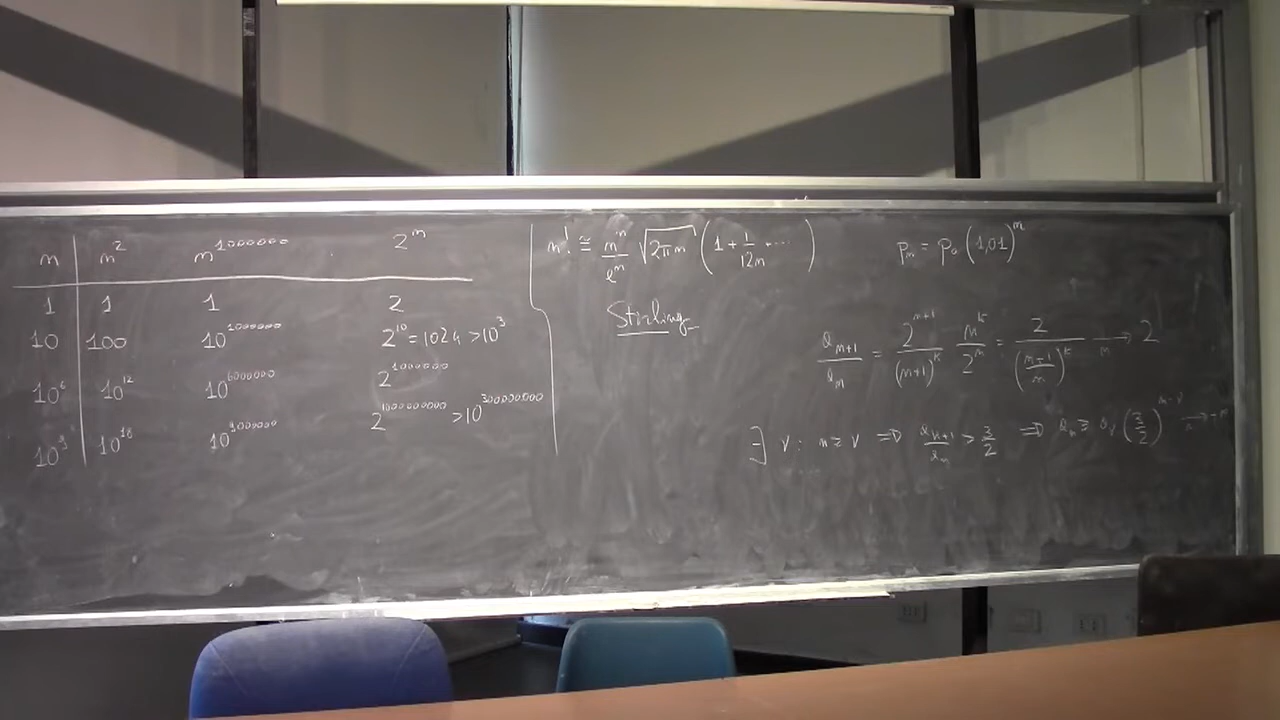 n n² n^1000000 2^n
1 1 1 2
10 100 10^1000000 2^10 = 1024 > 10^3
10^6 10^12 10^6000000 2^1000000
10^9 10^18 10^9000000 2^1000000000 > 10^300000000
n! ≅ n^n/e^n √(2πn) (1 + 1/12n + ....)
Stirling
p_n = p_0 (1,01)^n
a_{n+1}/a_n = 2^{n+1}/(n+1)^k n^k/2^n = 2/((n+1)/n)^k →_n 2
∃ ν : n ≥ ν ⇒ a_{n+1}/a_n > 3/2 ⇒ a_n ≥ a_ν (3/2)^{n-ν} →_n +∞